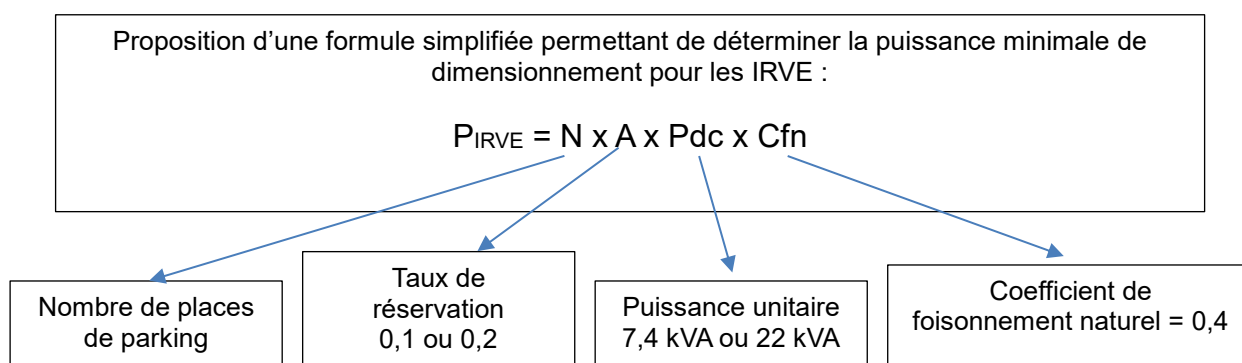 Proposition d'une formule simplifiée permettant de déterminer la puissance minimale de
dimensionnement pour les IRVE :
PIRVE = N x A x Pdc x Cfn
Nombre de places
de parking
Taux de
réservation
0,1 ou 0,2
Puissance unitaire
7,4 kVA ou 22 kVA
Coefficient de
foisonnement naturel = 0,4